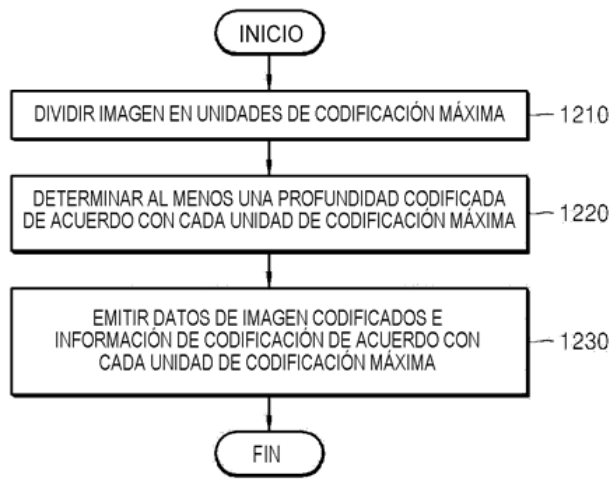 INICIO
DIVIDIR IMAGEN EN UNIDADES DE CODIFICACIÓN MÁXIMA
1210
DETERMINAR AL MENOS UNA PROFUNDIDAD CODIFICADA
DE ACUERDO CON CADA UNIDAD DE CODIFICACIÓN MÁXIMA
1220
EMITIR DATOS DE IMAGEN CODIFICADOS E
INFORMACIÓN DE CODIFICACIÓN DE ACUERDO CON
CADA UNIDAD DE CODIFICACIÓN MÁXIMA
1230
FIN